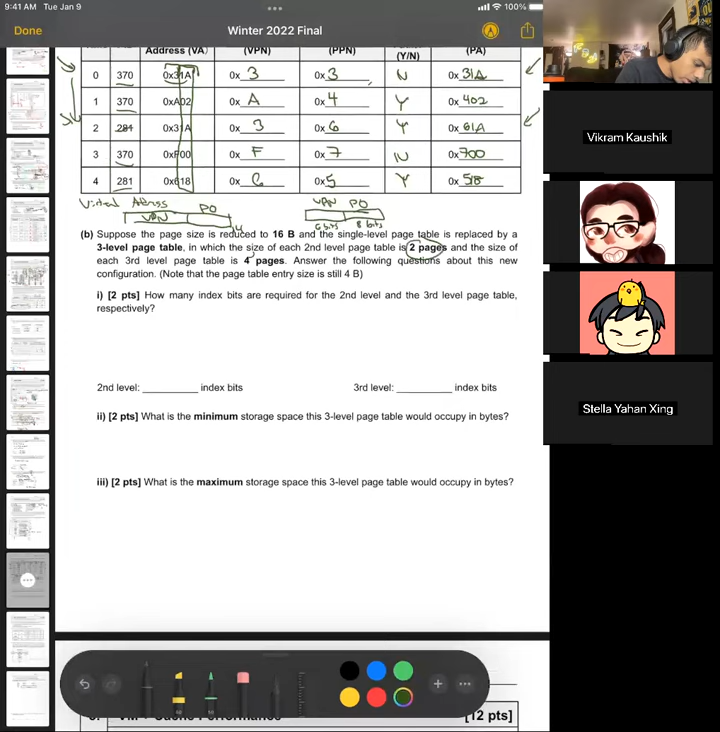 9:41 AM Tue Jan 9
100%
Done
Winter 2022 Final
Address (VA) (VPN) (PPN) (Y/N) (PA)
0 370 0x31A 0x 3 0x 3 N 0x 31A
1 370 0xA02 0x A 0x 4 Y 0x 402
2 281 0x31A 0x 3 0x 6 Y 0x 61A
3 370 0xF00 0x F 0x 7 N 0x 700
4 281 0x618 0x 6 0x 5 Y 0x 518
Virtual Address PO VPN PO
VPN 6 bits 8 bits
(b) Suppose the page size is reduced to 16 B and the single-level page table is replaced by a
3-level page table, in which the size of each 2nd level page table is 2 pages and the size of
each 3rd level page table is 4 pages. Answer the following questions about this new
configuration. (Note that the page table entry size is still 4 B)
i) [2 pts] How many index bits are required for the 2nd level and the 3rd level page table,
respectively?
2nd level: __________ index bits 3rd level: __________ index bits
ii) [2 pts] What is the minimum storage space this 3-level page table would occupy in bytes?
iii) [2 pts] What is the maximum storage space this 3-level page table would occupy in bytes?
[12 pts]
Vikram Kaushik
Stella Yahan Xing